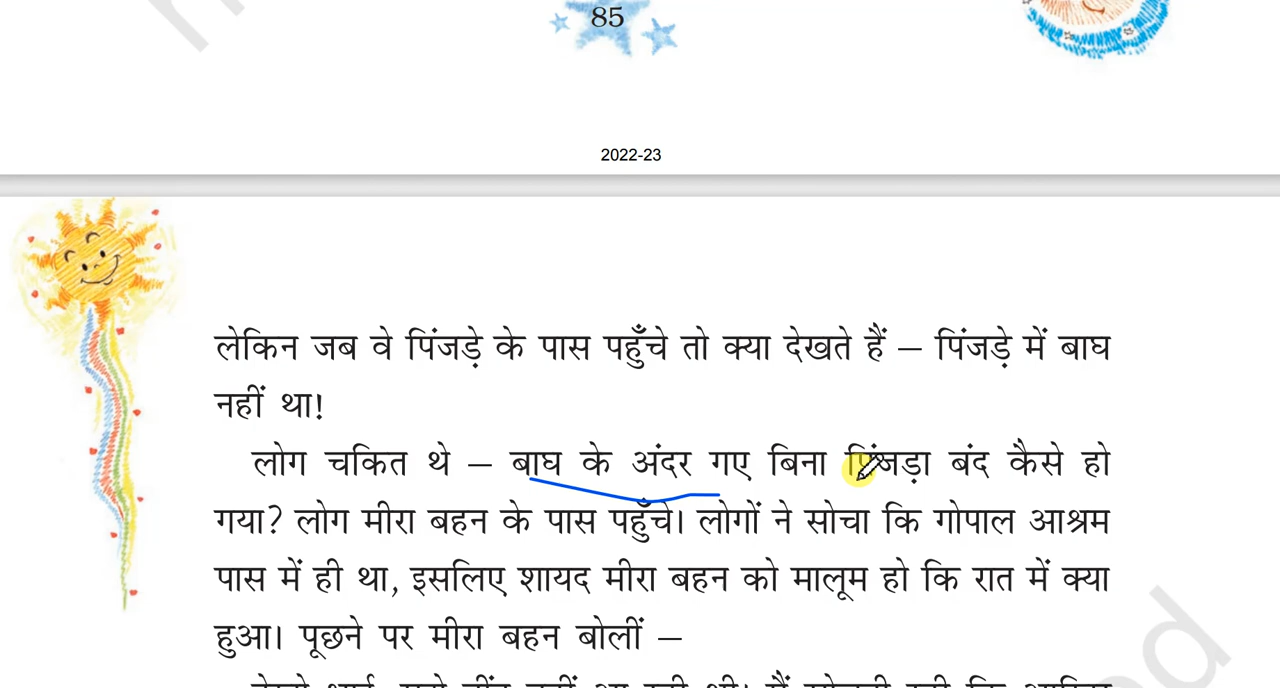 85
2022-23
लेकिन जब वे पिंजड़े के पास पहुँचे तो क्या देखते हैं – पिंजड़े में बाघ
नहीं था!
लोग चकित थे – बाघ के अंदर गए बिना पिंजड़ा बंद कैसे हो
गया? लोग मीरा बहन के पास पहुँचे। लोगों ने सोचा कि गोपाल आश्रम
पास में ही था, इसलिए शायद मीरा बहन को मालूम हो कि रात में क्या
हुआ। पूछने पर मीरा बहन बोलीं –